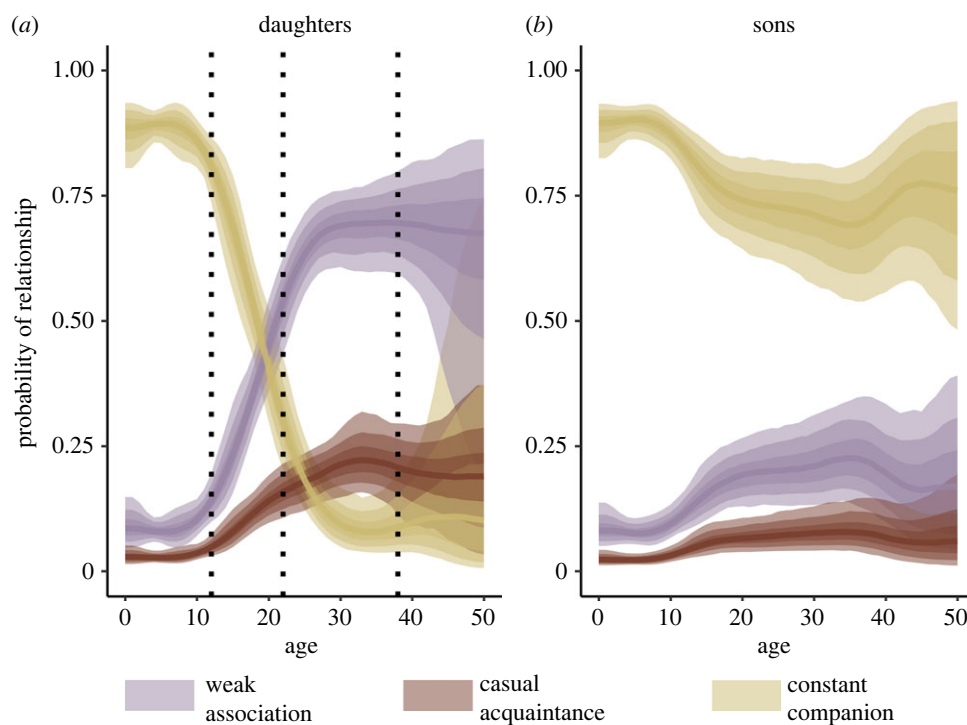 (a) daughters
(b) sons
probability of relationship
1.00
0.75
0.50
0.25
0
0 10 20 30 40 50
age
1.00
0.75
0.50
0.25
0
0 10 20 30 40 50
age
weak
association
casual
acquaintance
constant
companion